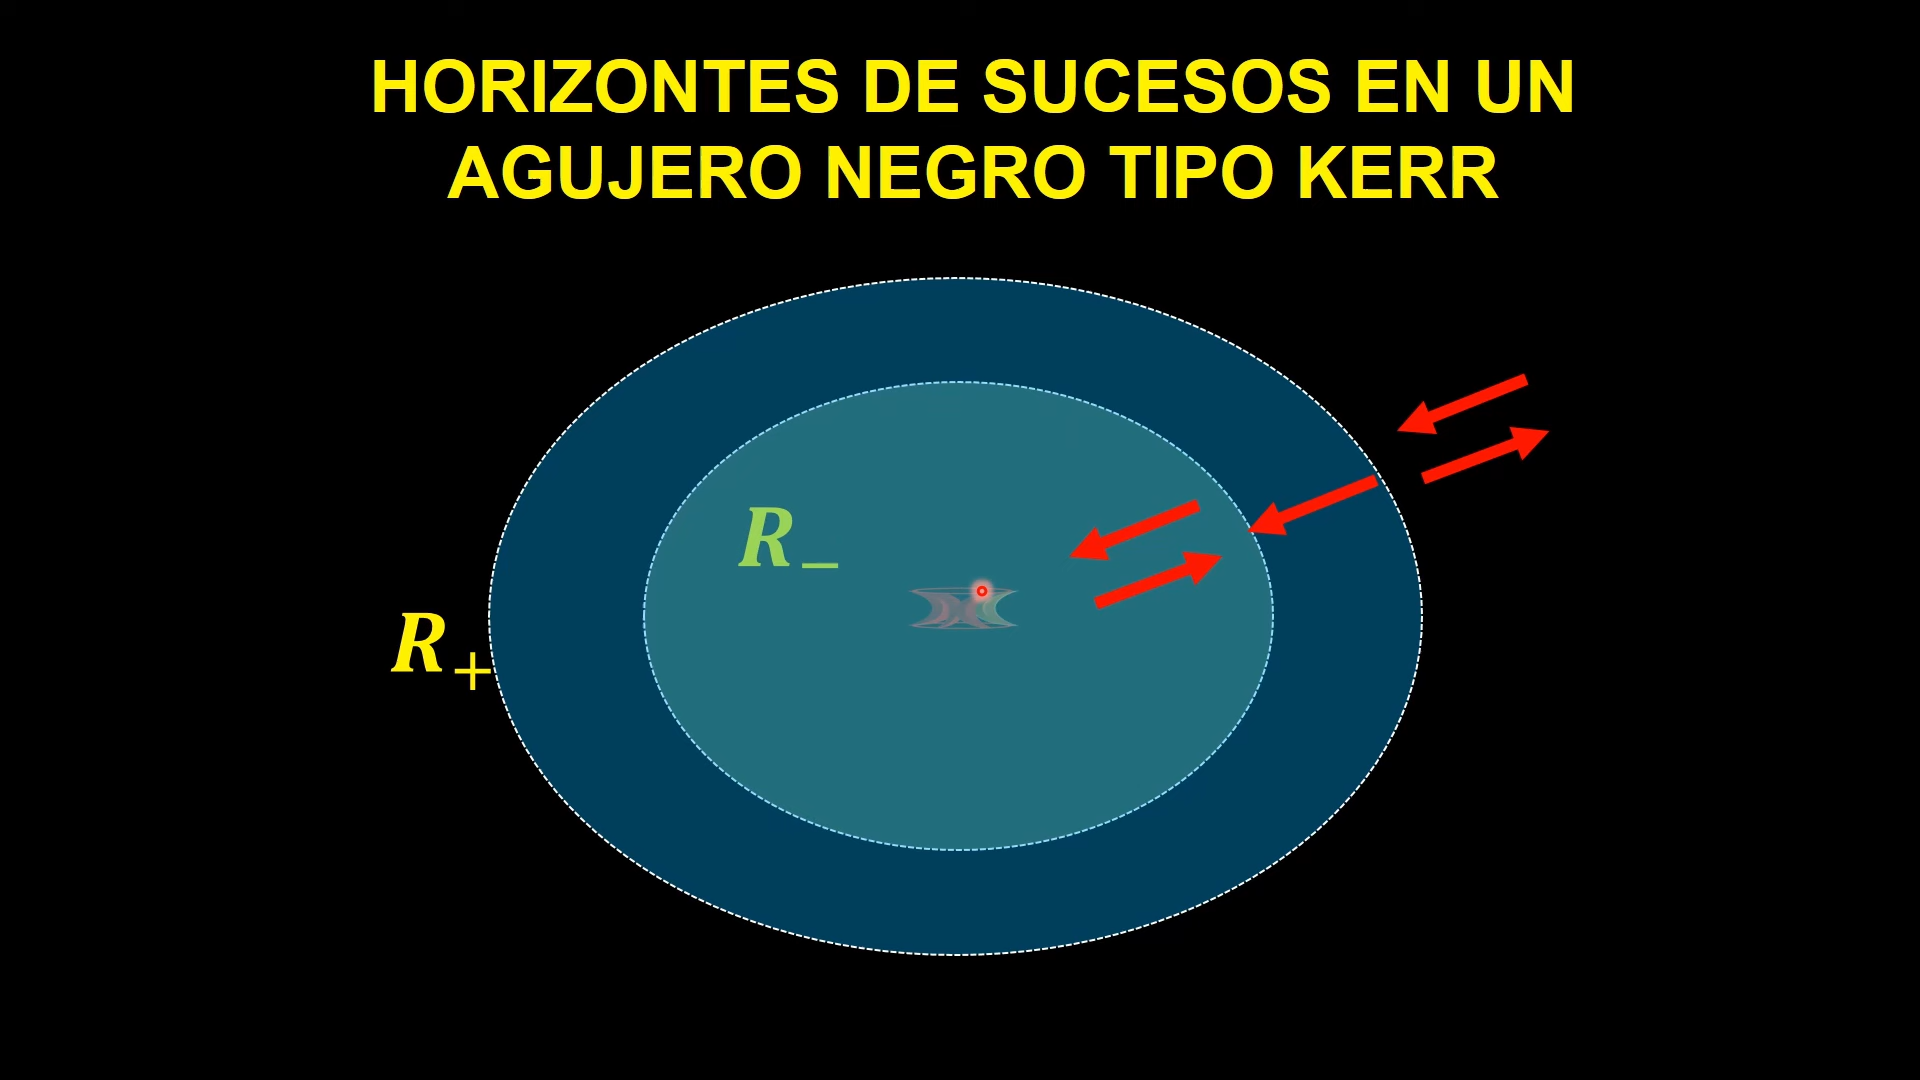 HORIZONTES DE SUCESOS EN UN
AGUJERO NEGRO TIPO KERR
R₋
R₊